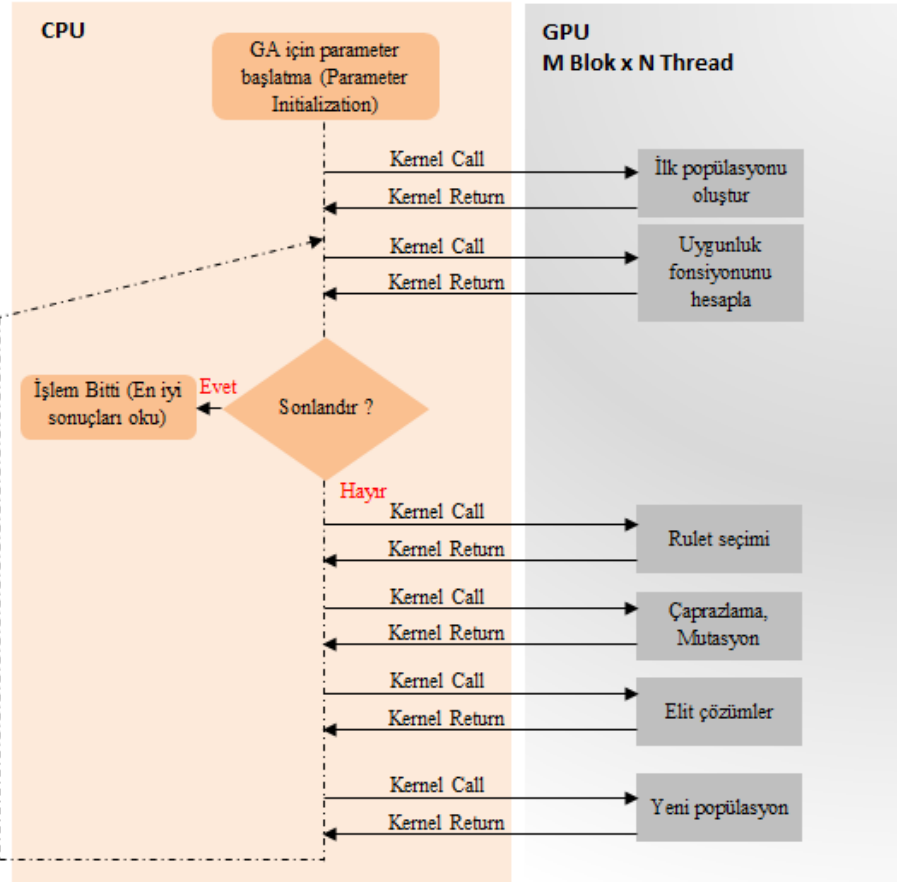 CPU
GPU
M Blok x N Thread
GA için parameter
başlatma (Parameter
Initialization)
Kernel Call
İlk popülasyonu
oluştur
Kernel Return
Kernel Call
Uygunluk
fonsiyonunu
hesapla
Kernel Return
İşlem Bitti (En iyi
sonuçları oku)
Evet
Sonlandır ?
Hayır
Kernel Call
Rulet seçimi
Kernel Return
Kernel Call
Çaprazlama,
Mutasyon
Kernel Return
Kernel Call
Elit çözümler
Kernel Return
Kernel Call
Yeni popülasyon
Kernel Return